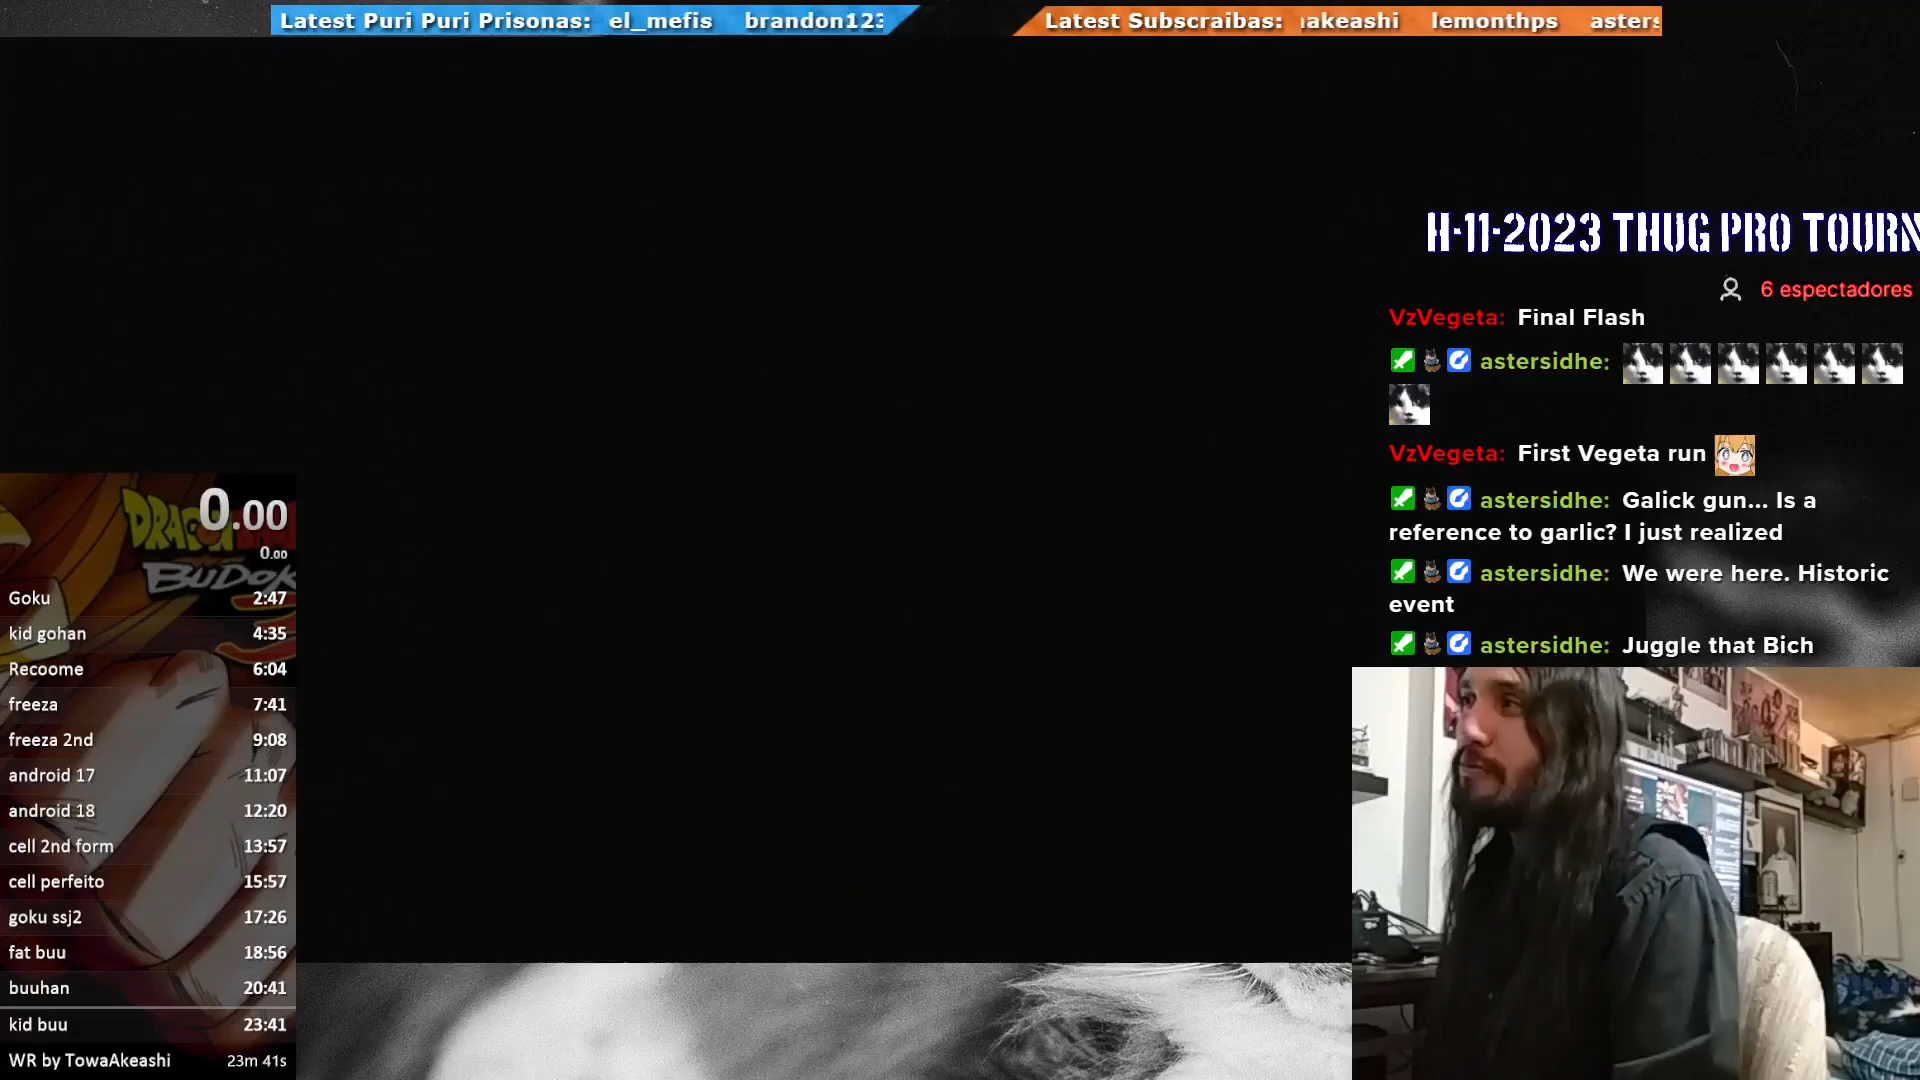 Latest Puri Puri Prisonas: el_mefis brandon123
Latest Subscraibas: akeashi lemonthps asters
H-11-2023 THUG PRO TOURN
6 espectadores
VzVegeta: Final Flash
astersidhe:
VzVegeta: First Vegeta run
astersidhe: Galick gun... Is a
reference to garlic? I just realized
astersidhe: We were here. Historic
event
astersidhe: Juggle that Bich
0.00
0.00
DRAGON BALL
BUDOK
Goku 2:47
kid gohan 4:35
Recoome 6:04
freeza 7:41
freeza 2nd 9:08
android 17 11:07
android 18 12:20
cell 2nd form 13:57
cell perfeito 15:57
goku ssj2 17:26
fat buu 18:56
buuhan 20:41
kid buu 23:41
WR by TowaAkeashi 23m 41s